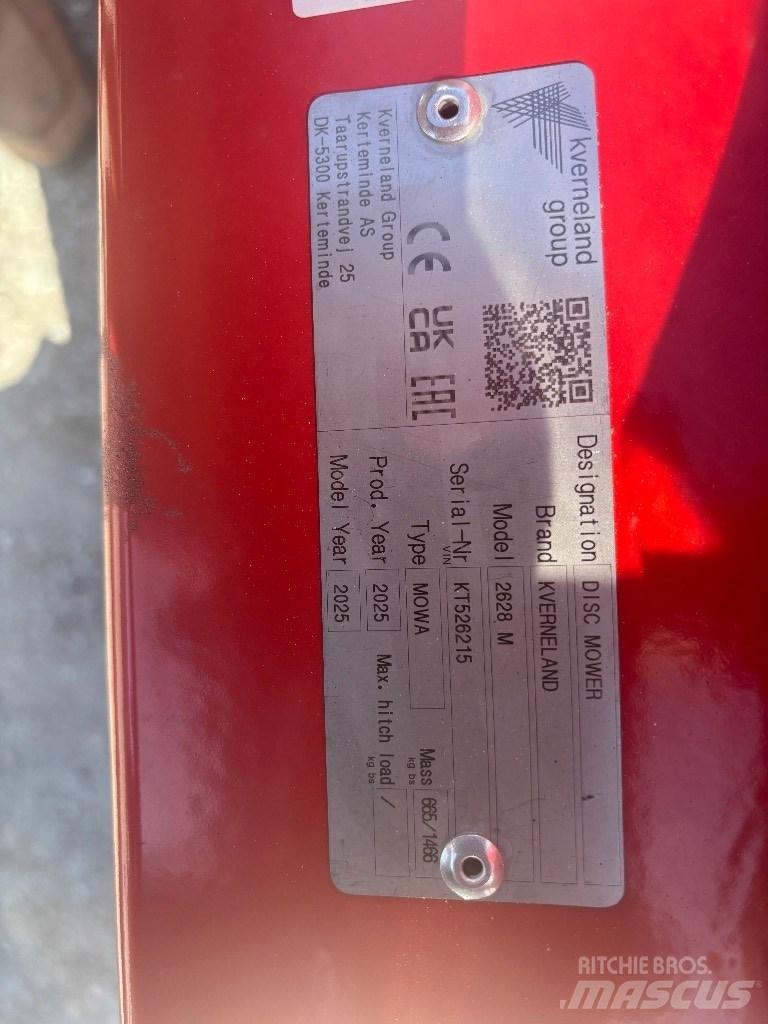 kverneland
group
Kverneland Group
Kerteminde AS
Taarupstrandvej 25
DK-5300 Kerteminde
CE UK CA EAC
Designation DISC MOWER
Brand KVERNELAND
Model 2628 M
Serial-Nr VIN KT526215
Type MOWA Mass kg bs 665/1466
Prod. Year 2025 Max. hitch load kg bs /
Model Year 2025
RITCHIE BROS.
MASCUS